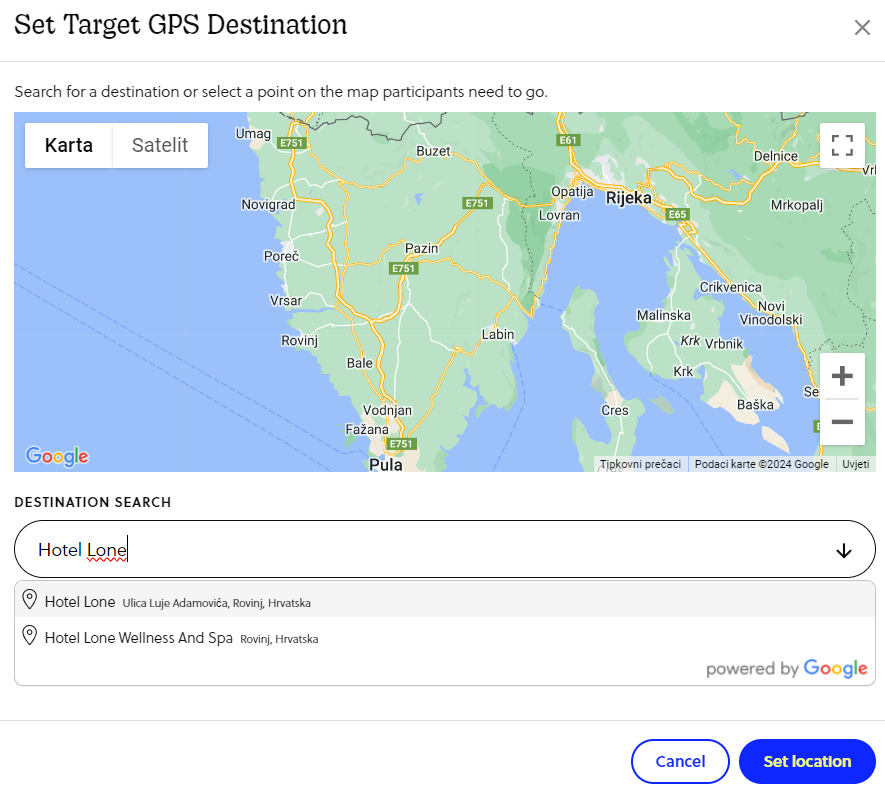 Set Target GPS Destination
Search for a destination or select a point on the map participants need to go.
Karta Satelit
Umag
E751
Buzet
E61
Delnice
Novigrad
E751
Opatija
Rijeka
Lovran
E65
Mrkopalj
Poreč
Pazin
E751
Vrsar
Crikvenica
Malinska
Novi
Vinodolski
Rovinj
Labin
Krk Vrbnik
Bale
Krk
Se
Vodnjan
Cres
Baška
Fažana
E751
Pula
Google
Tipkovni prečaci Podaci karte ©2024 Google Uvjeti
DESTINATION SEARCH
Hotel Lone
Hotel Lone Ulica Luje Adamovića, Rovinj, Hrvatska
Hotel Lone Wellness And Spa Rovinj, Hrvatska
powered by Google
Cancel Set location